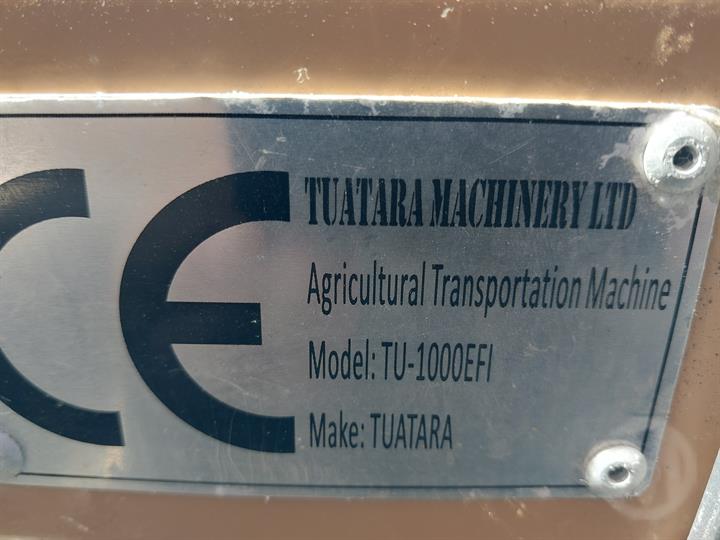 CE
TUATARA MACHINERY LTD
Agricultural Transportation Machine
Model: TU-1000EFI
Make: TUATARA